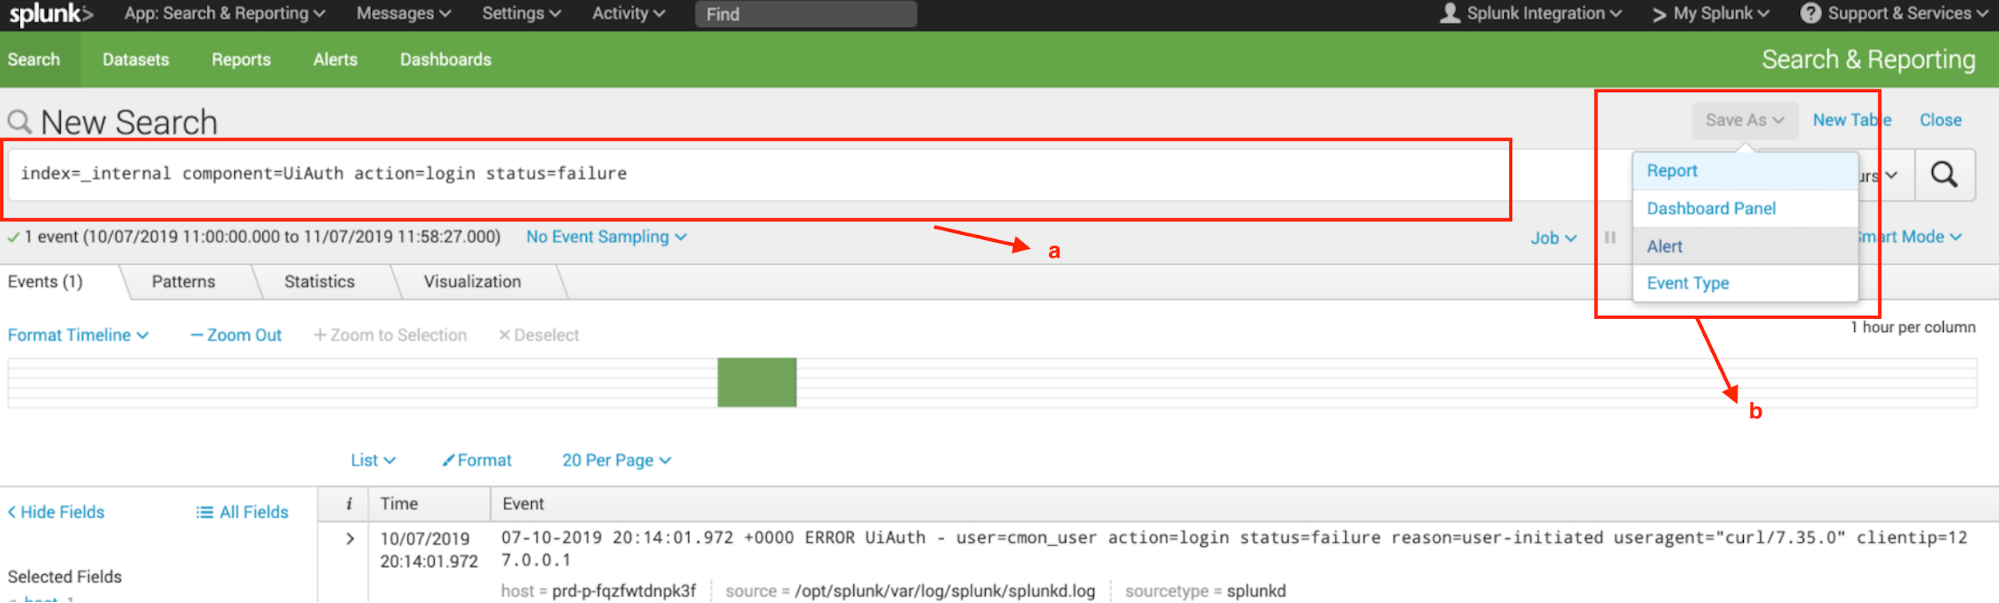 splunk> App: Search & Reporting Messages Settings Activity Find Splunk Integration > My Splunk ? Support & Services
Search Datasets Reports Alerts Dashboards Search & Reporting
New Search Save As New Table Close
index=_internal component=UiAuth action=login status=failure
Report
Dashboard Panel
Alert
Event Type
✓ 1 event (10/07/2019 11:00:00.000 to 11/07/2019 11:58:27.000) No Event Sampling Job Mode
a
Events (1) Patterns Statistics Visualization
Format Timeline — Zoom Out + Zoom to Selection × Deselect 1 hour per column
b
List Format 20 Per Page
< Hide Fields All Fields i Time Event
> 10/07/2019 20:14:01.972
07-10-2019 20:14:01.972 +0000 ERROR UiAuth - user=cmon_user action=login status=failure reason=user-initiated useragent="curl/7.35.0" clientip=12
7.0.0.1
host = prd-p-fqzfwtdnpk3f source = /opt/splunk/var/log/splunk/splunkd.log sourcetype = splunkd
Selected Fields